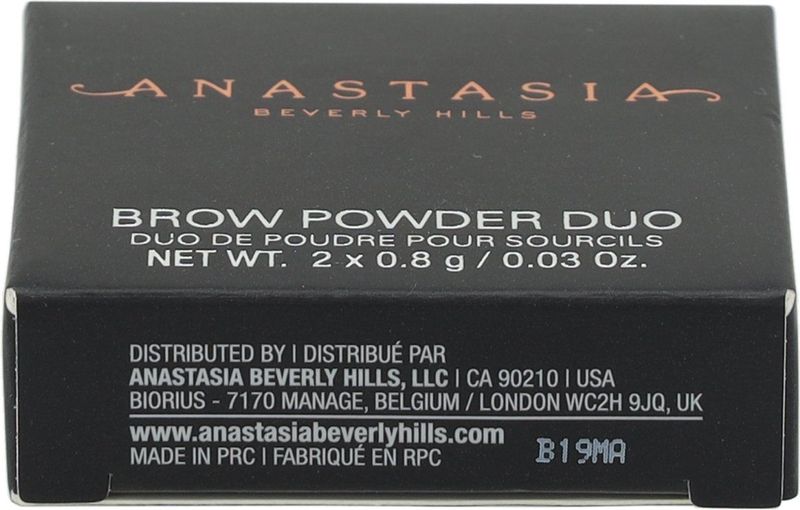 ANASTASIA
BEVERLY HILLS
BROW POWDER DUO
DUO DE POUDRE POUR SOURCILS
NET WT. 2 x 0.8 g / 0.03 Oz.
DISTRIBUTED BY | DISTRIBUÉ PAR
ANASTASIA BEVERLY HILLS, LLC | CA 90210 | USA
BIORIUS - 7170 MANAGE, BELGIUM / LONDON WC2H 9JQ, UK
www.anastasiabeverlyhills.com
MADE IN PRC | FABRIQUÉ EN RPC
B19MA